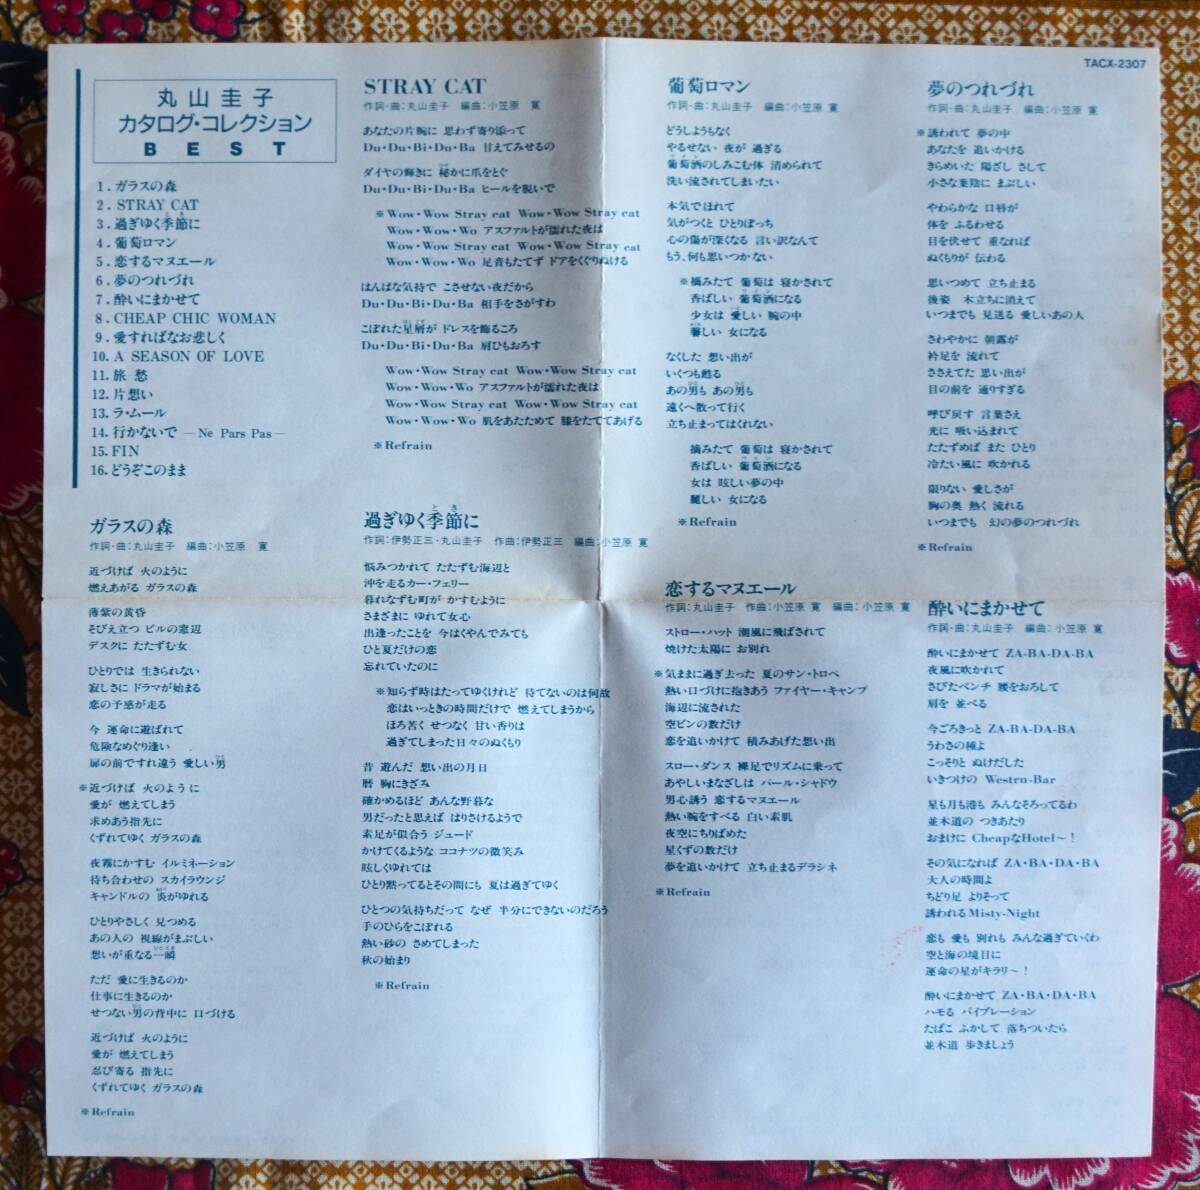 TACX-2307
丸山圭子
カタログ・コレクション
BEST
1. ガラスの森
2. STRAY CAT
3. 過ぎゆく季節に
4. 葡萄ロマン
5. 恋するマヌエール
6. 夢のつれづれ
7. 酔いにまかせて
8. CHEAP CHIC WOMAN
9. 愛すればなお悲しく
10. A SEASON OF LOVE
11. 旅愁
12. 片想い
13. ラ・ムール
14. 行かないで —Ne Pars Pas—
15. FIN
16. どうぞこのまま
ガラスの森
作詞・曲:丸山圭子 編曲:小笠原 寛
近づけば 火のように
燃えあがる ガラスの森
薄紫の黄昏
そびえ立つ ビルの窓辺
デスクに たたずむ女
ひとりでは 生きられない
寂しさに ドラマが始まる
恋の予感が走る
今 運命に遊ばれて
危険なめぐり逢い
扉の前ですれ違う 愛しい男
※近づけば 火のように
愛が 燃えてしまう
求めあう指先に
くずれてゆく ガラスの森
夜霧にかすむ イルミネーション
待ち合わせの スカイラウンジ
キャンドルの 炎がゆれる
ひとりやさしく 見つめる
あの人の 視線がまぶしい
想いが重なる一瞬
ただ 愛に生きるのか
仕事に生きるのか
せつない男の背中に 口づける
近づけば 火のように
愛が 燃えてしまう
忍び寄る 指先に
くずれてゆく ガラスの森
※Refrain
STRAY CAT
作詞・曲:丸山圭子 編曲:小笠原 寛
あなたの片腕に 思わず寄り添って
Du・Du・Bi・Du・Ba 甘えてみせるの
ダイヤの輝きに 秘かに爪をとぐ
Du・Du・Bi・Du・Ba ヒールを脱いで
※Wow・Wow Stray cat Wow・Wow Stray cat
Wow・Wow・Wo アスファルトが濡れた夜は
Wow・Wow Stray cat Wow・Wow Stray cat
Wow・Wow・Wo 足音もたてず ドアをくぐりぬける
はんぱな気持で こさせない夜だから
Du・Du・Bi・Du・Ba 相手をさがすわ
こぼれた星屑が ドレスを飾るころ
Du・Du・Bi・Du・Ba 肩ひもおろす
Wow・Wow Stray cat Wow・Wow Stray cat
Wow・Wow・Wo アスファルトが濡れた夜は
Wow・Wow Stray cat Wow・Wow Stray cat
Wow・Wow・Wo 肌をあたためて 膝をたててあげる
※Refrain
過ぎゆく季節に
とき
作詞:伊勢正三・丸山圭子 作曲:伊勢正三 編曲:小笠原 寛
悩みつかれて たたずむ海辺と
沖を走るカー・フェリー
暮れなずむ町が かすむように
さまざまに ゆれて女心
出逢ったことを 今はくやんでみても
ひと夏だけの恋
忘れていたのに
※知らず時はたってゆくけれど 待てないのは何故
恋はいっときの時間だけで 燃えてしまうから
ほろ苦く せつなく 甘い香りは
過ぎてしまった日々のぬくもり
昔 遊んだ 想い出の月日
暦 胸にきざみ
確かめるほど あんな野暮な
男だったと思えば はりさけるようで
素足が似合う ジュード
かけてくるような ココナツの微笑み
眩しくゆれては
ひとり黙ってるとその間にも 夏は過ぎてゆく
ひとつの気持ちだって なぜ 半分にできないのだろう
手のひらをこぼれる
熱い砂の さめてしまった
秋の始まり
※Refrain
葡萄ロマン
作詞・曲:丸山圭子 編曲:小笠原 寛
どうしようもなく
やるせない 夜が 過ぎる
葡萄酒のしみこむ体 清められて
洗い流されてしまいたい
本気でほれて
気がつくと ひとりぼっち
心の傷が深くなる 言い訳なんて
もう、何も思いつかない
※摘みたて 葡萄は 寝かされて
香ばしい 葡萄酒になる
少女は 愛しい 腕の中
馨しい 女になる
なくした 想い出が
いくつも甦る
あの男も あの男も
遠くへ散って行く
立ち止まってはくれない
摘みたて 葡萄は 寝かされて
香ばしい 葡萄酒になる
女は 眩しい夢の中
麗しい 女になる
※Refrain
恋するマヌエール
作詞:丸山圭子 作曲:小笠原 寛 編曲:小笠原 寛
ストロー・ハット 潮風に飛ばされて
焼けた太陽に お別れ
※気ままに過ぎ去った 夏のサン・トロペ
熱い口づけに抱きあう ファイヤー・キャンプ
海辺に流された
空ビンの数だけ
恋を追いかけて 積みあげた想い出
スロー・ダンス 裸足でリズムに乗って
あやしいまなざしは パール・シャドウ
男心誘う 恋するマヌエール
熱い腕をすべる 白い素肌
夜空にちりばめた
星くずの数だけ
夢を追いかけて 立ち止まるデラシネ
※Refrain
夢のつれづれ
作詞・曲:丸山圭子 編曲:小笠原 寛
※誘われて 夢の中
あなたを 追いかける
きらめいた 陽ざし さして
小さな葉陰に まぶしい
やわらかな 口唇が
体を ふるわせる
目を伏せて 重なれば
ぬくもりが 伝わる
思いつめて 立ち止まる
後姿 木立ちに消えて
いつまでも 見送る 愛しいあの人
さわやかに 朝露が
衿足を 流れて
ささえてた 思い出が
目の前を 通りすぎる
呼び戻す 言葉さえ
光に 吸い込まれて
たたずめば また ひとり
冷たい風に 吹かれる
限りない 愛しさが
胸の奥 熱く 流れる
いつまでも 幻の夢のつれづれ
※Refrain
酔いにまかせて
作詞・曲:丸山圭子 編曲:小笠原 寛
酔いにまかせて ZA-BA-DA-BA
夜風に吹かれて
さびたベンチ 腰をおろして
肩を 並べる
今ごろきっと ZA-BA-DA-BA
うわさの種よ
こっそりと ぬけだした
いきつけの Westrn-Bar
星も月も港も みんなそろってるわ
並木道の つきあたり
おまけに CheapなHotel〜!
その気になれば ZA・BA・DA・BA
大人の時間よ
ちどり足 よりそって
誘われるMisty-Night
恋も 愛も 別れも みんな過ぎていくわ
空と海の境目に
運命の星がキラリ〜!
酔いにまかせて ZA・BA・DA・BA
ハモる バイブレーション
たばこ ふかして 落ちついたら
並木道 歩きましょう